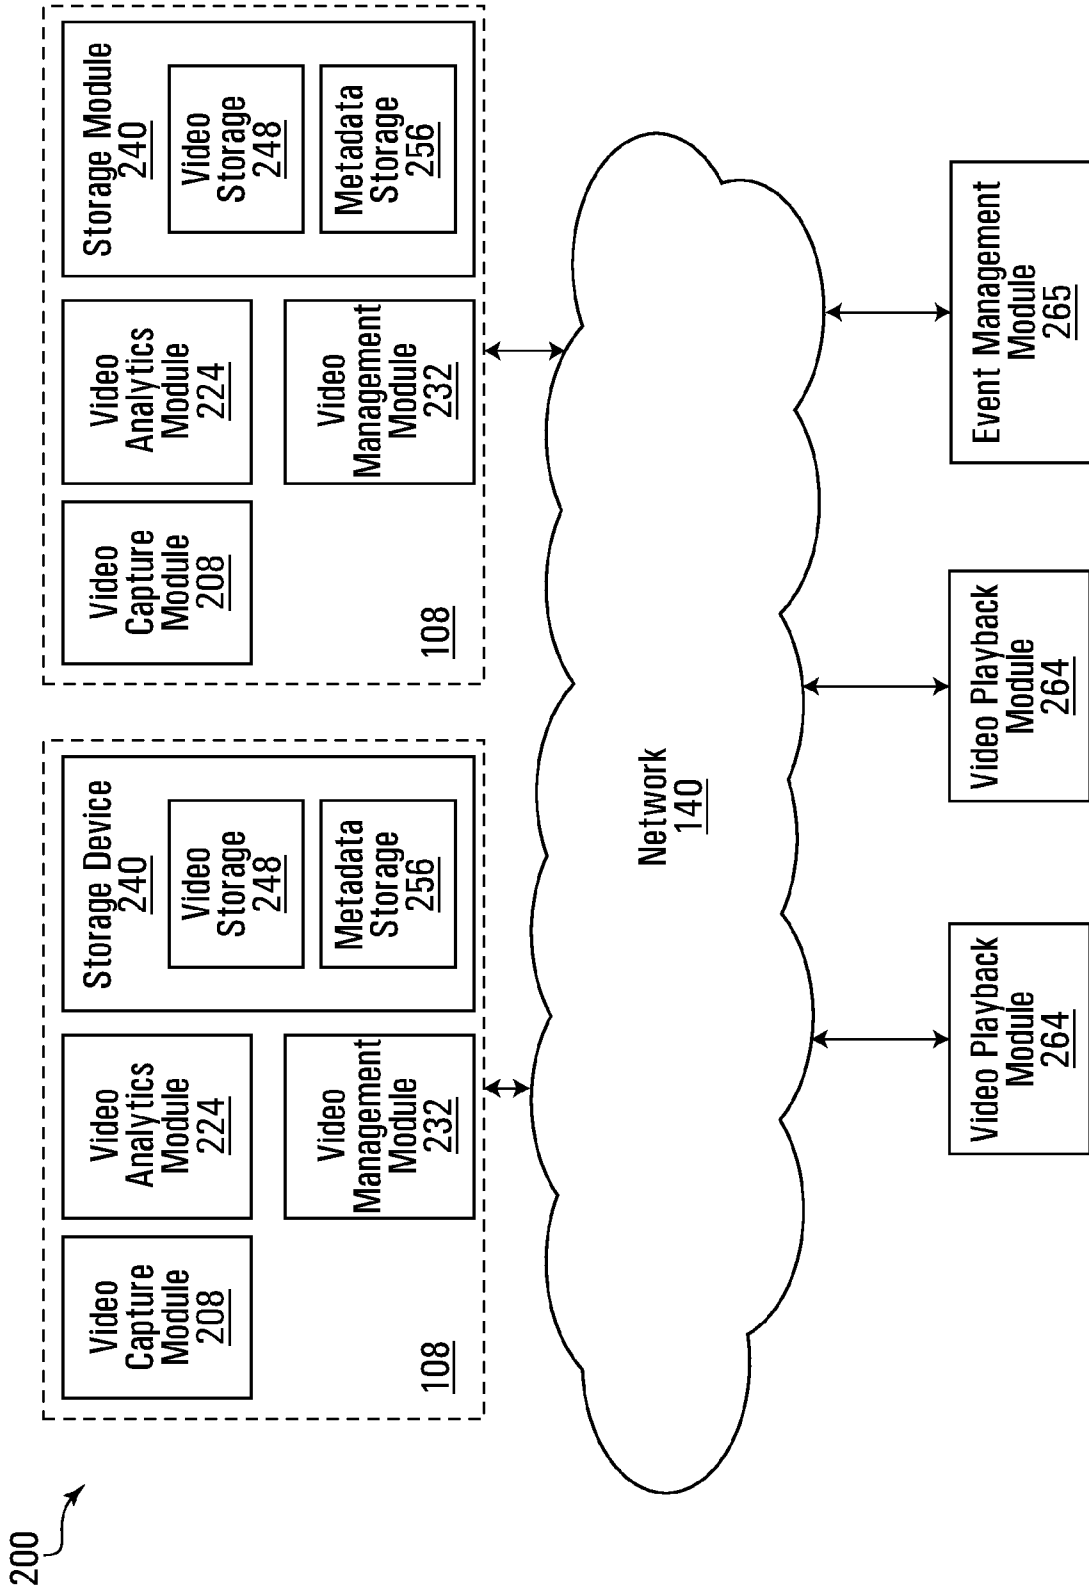 200
Video
Capture
Module
208
Video
Analytics
Module
224
Storage Device
240
Video
Storage
248
Metadata
Storage
256
Video
Management
Module
232
108
Video
Capture
Module
208
Video
Analytics
Module
224
Storage Module
240
Video
Storage
248
Metadata
Storage
256
Video
Management
Module
232
108
Network
140
Video Playback
Module
264
Video Playback
Module
264
Event Management
Module
265